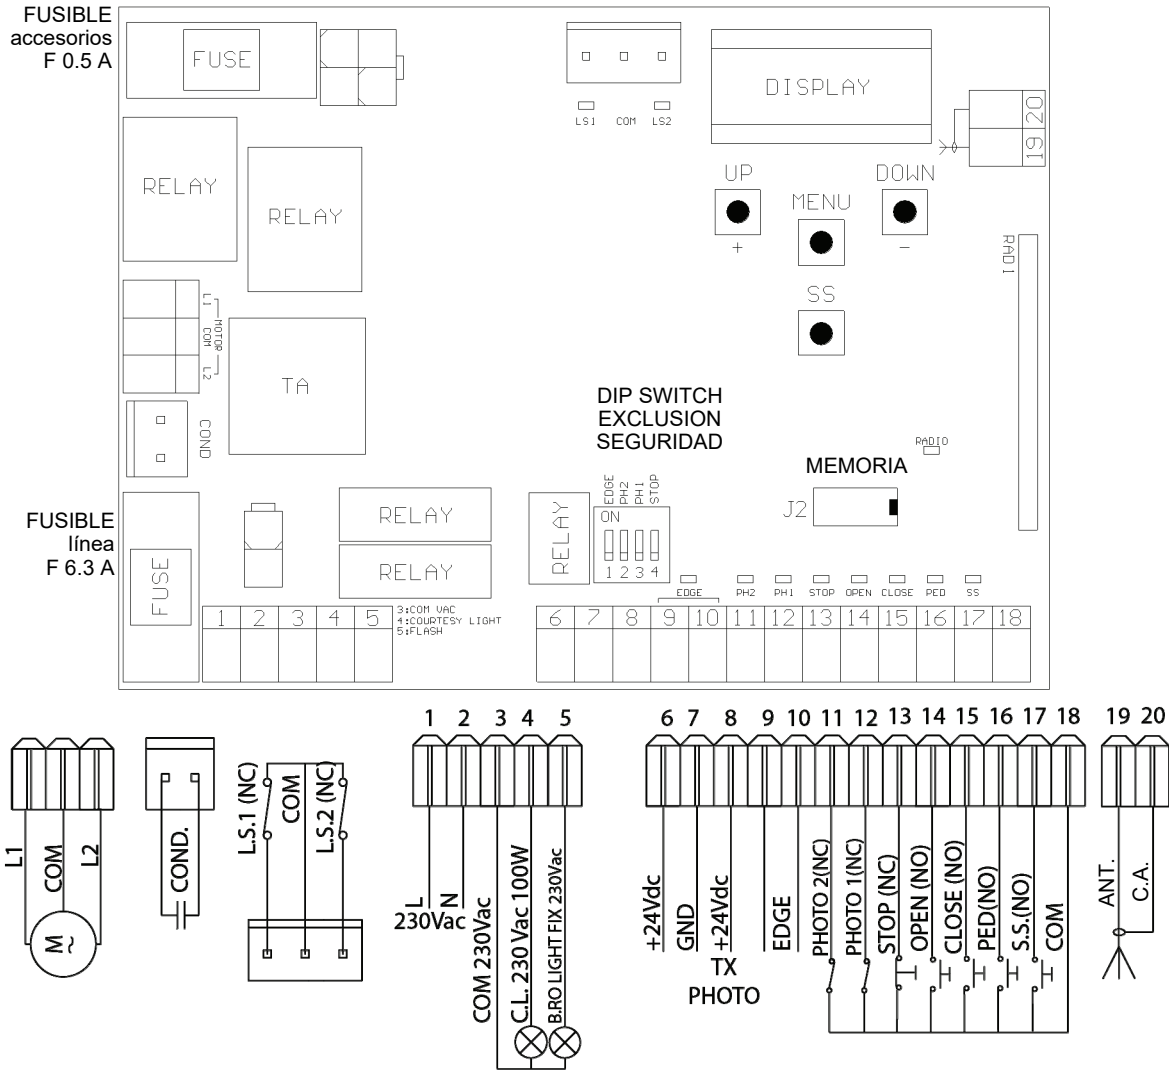 FUSIBLE
accesorios
F 0.5 A
FUSE
LS1 COM LS2
DISPLAY
19 20
UP
MENU
DOWN
+
-
SS
RADI
RELAY
RELAY
L1
MOTOR
COM
L2
TA
COND
DIP SWITCH
EXCLUSION
SEGURIDAD
RADIO
MEMORIA
J2
FUSIBLE
línea
F 6.3 A
FUSE
RELAY
RELAY
RELAY
EDGE
PH2
PH1
STOP
ON
1 2 3 4
EDGE PH2 PH1 STOP OPEN CLOSE PED SS
1 2 3 4 5
3:COM VAC
4:COURTESY LIGHT
5:FLASH
6 7 8 9 10 11 12 13 14 15 16 17 18
1 2 3 4 5
6 7 8 9 10 11 12 13 14 15 16 17 18
19 20
L1
COM
L2
M~
COND.
L.S.1 (NC)
COM
L.S.2 (NC)
L
N
230Vac
COM 230Vac
C.L. 230 Vac 100W
B.RO LIGHT FIX 230Vac
+24Vdc
GND
+24Vdc
TX
PHOTO
EDGE
PHOTO 2(NC)
PHOTO 1(NC)
STOP (NC)
OPEN (NO)
CLOSE (NO)
PED(NO)
S.S.(NO)
COM
ANT.
C.A.